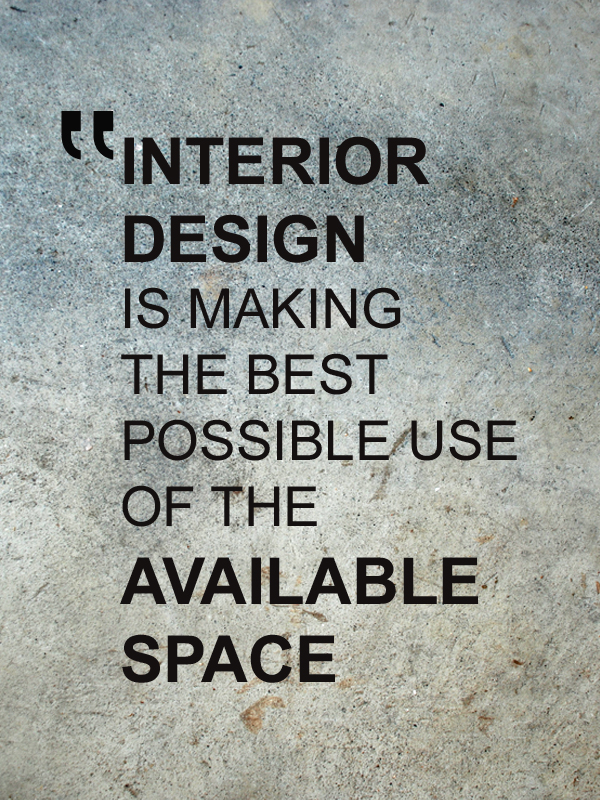 "INTERIOR
DESIGN
IS MAKING
THE BEST
POSSIBLE USE
OF THE
AVAILABLE
SPACE